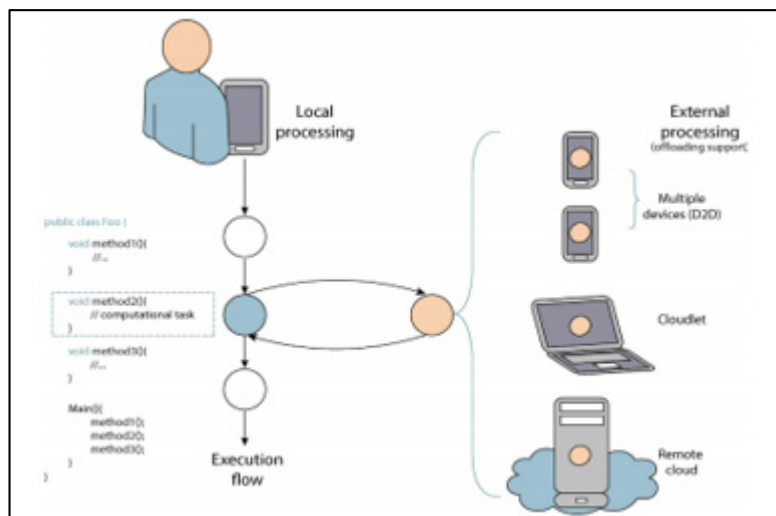 Local
processing
External
processing
(offloading support)
Multiple
devices (D2D)
public class Foo {
void method1(){
//...
}
void method2(){
// computational task
}
void method3(){
//...
}
Main(){
method1();
method2();
method3();
}
}
Cloudlet
Execution
flow
Remote
cloud